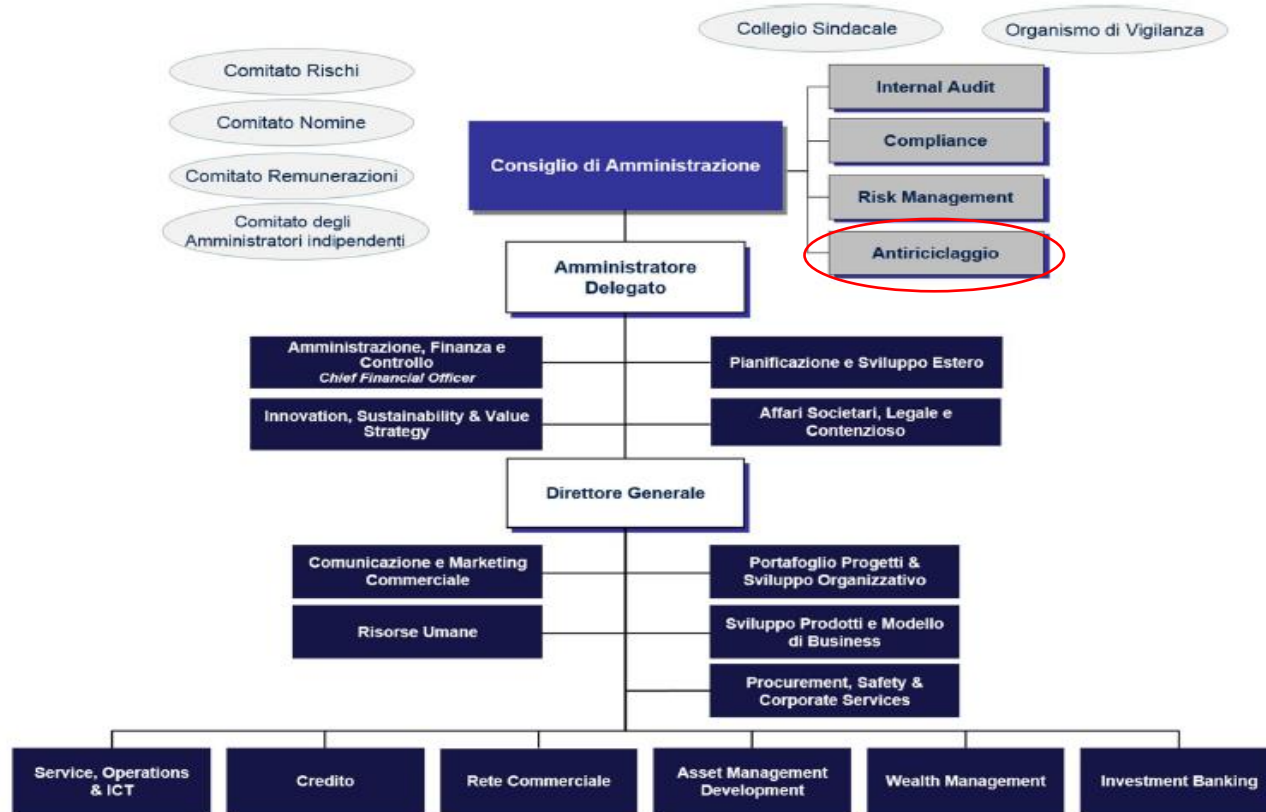 Collegio Sindacale
Organismo di Vigilanza
Comitato Rischi
Comitato Nomine
Comitato Remunerazioni
Comitato degli
Amministratori indipendenti
Internal Audit
Compliance
Risk Management
Antiriciclaggio
Consiglio di Amministrazione
Amministratore
Delegato
Amministrazione, Finanza e
Controllo
Chief Financial Officer
Pianificazione e Sviluppo Estero
Innovation, Sustainability & Value
Strategy
Affari Societari, Legale e
Contenzioso
Direttore Generale
Comunicazione e Marketing
Commerciale
Portafoglio Progetti &
Sviluppo Organizzativo
Risorse Umane
Sviluppo Prodotti e Modello
di Business
Procurement, Safety &
Corporate Services
Service, Operations
& ICT
Credito
Rete Commerciale
Asset Management
Development
Wealth Management
Investment Banking